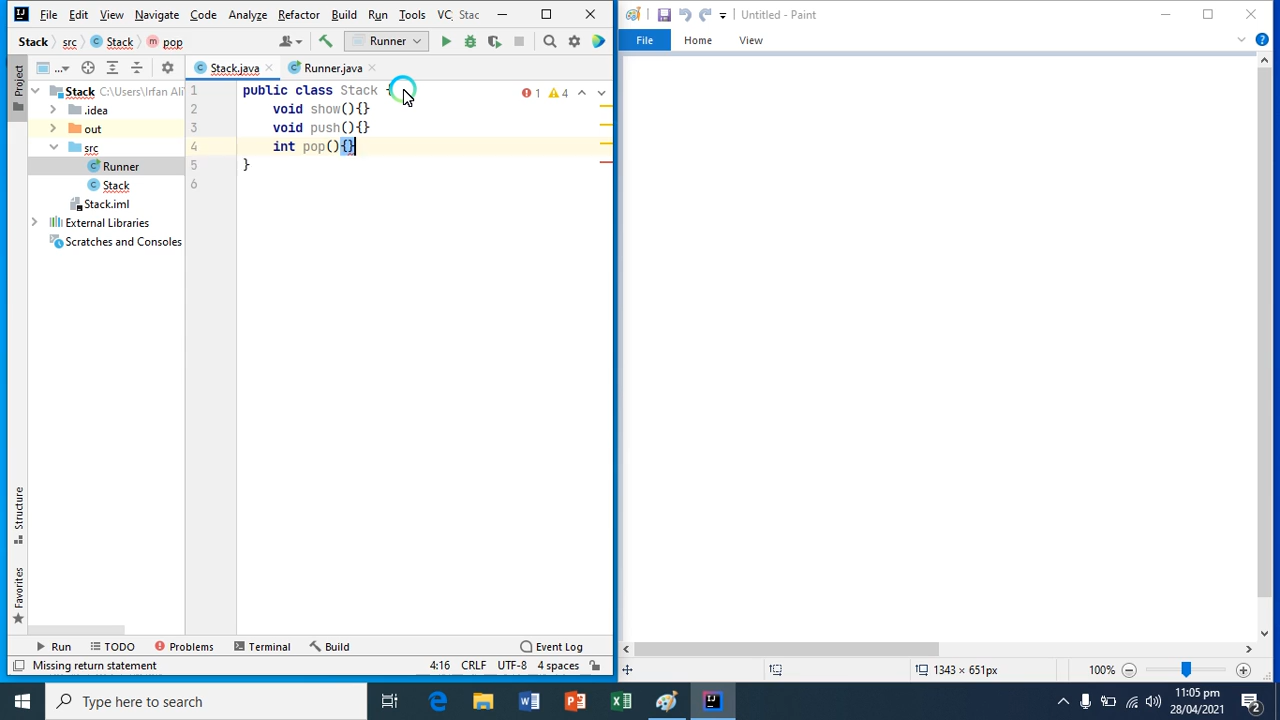 File Edit View Navigate Code Analyze Refactor Build Run Tools VC Stac
Stack src Stack pop Runner
... Stack.java Runner.java
Project
Stack C:\Users\Irfan Ali
.idea
out
src
Runner
Stack
Stack.iml
External Libraries
Scratches and Consoles
1 public class Stack {
2 void show(){}
3 void push(){}
4 int pop(){}
5 }
6
1 4
Structure
Favorites
Run TODO Problems Terminal Build Event Log
Missing return statement 4:16 CRLF UTF-8 4 spaces
Untitled - Paint
File Home View
1343 × 651px 100%
Type here to search
11:05 pm
28/04/2021
2